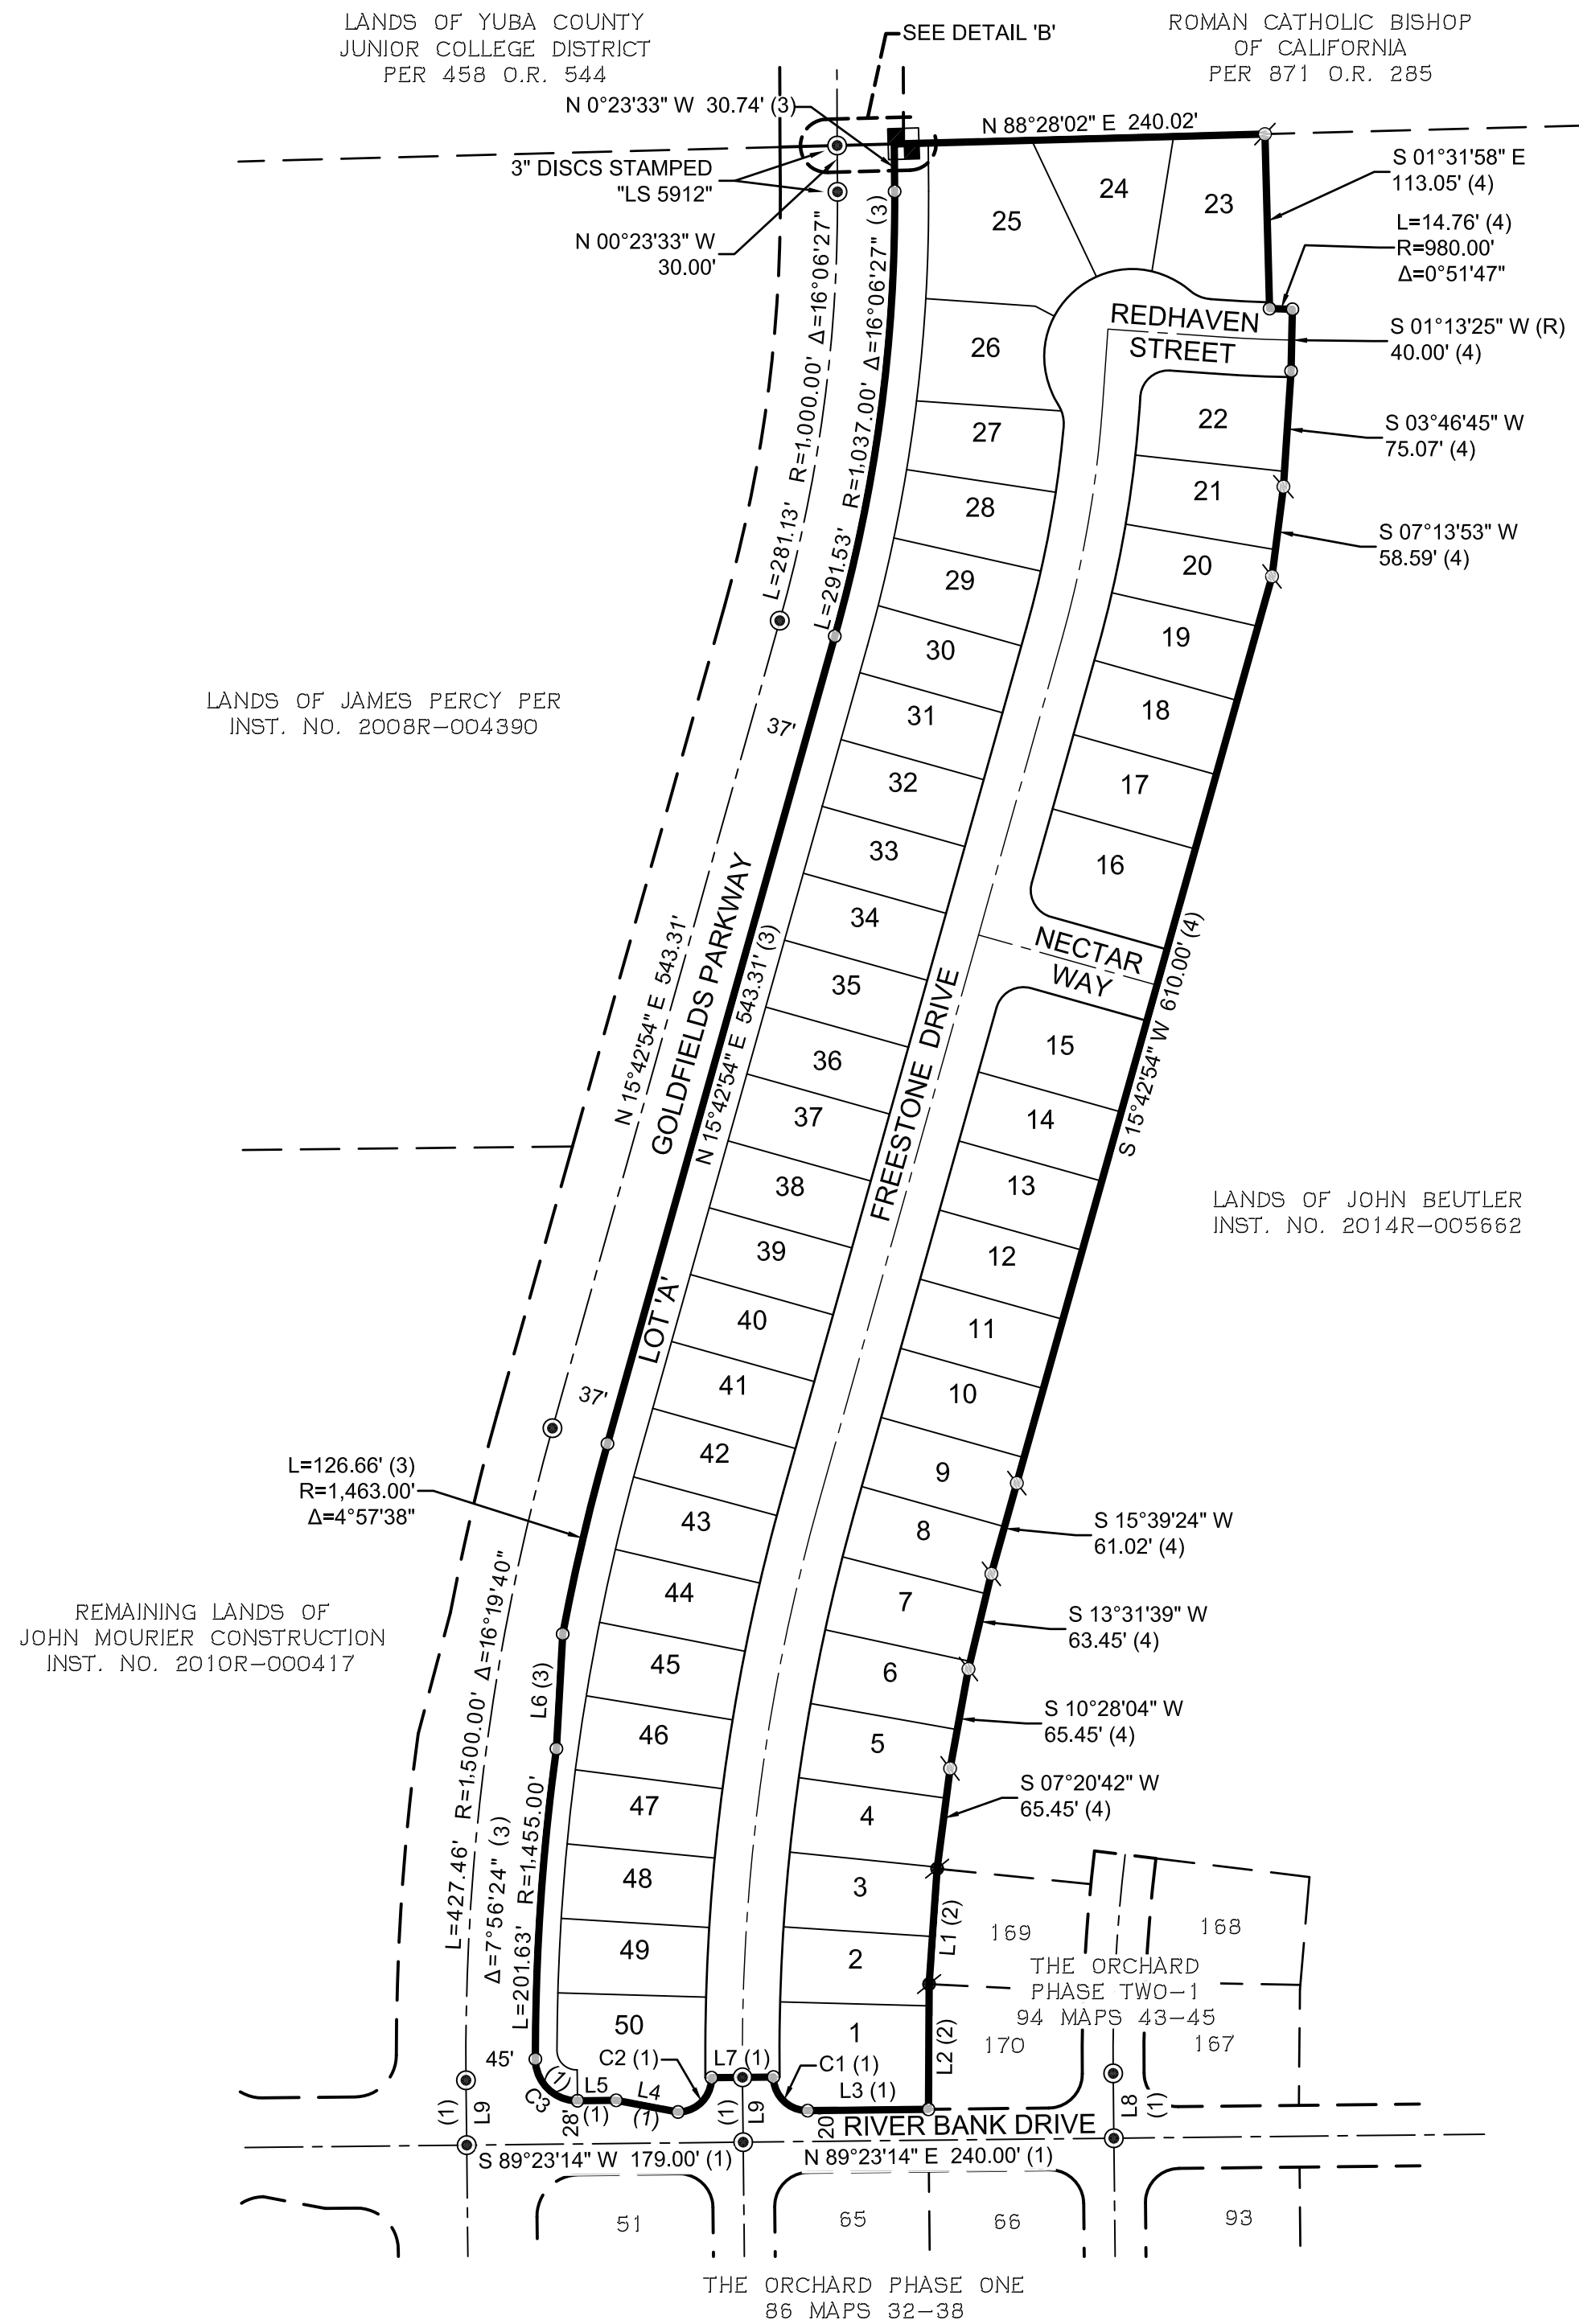 LANDS OF YUBA COUNTY
JUNIOR COLLEGE DISTRICT
PER 458 O.R. 544
SEE DETAIL 'B'
ROMAN CATHOLIC BISHOP
OF CALIFORNIA
PER 871 O.R. 285
N 0°23'33" W 30.74' (3)
N 88°28'02" E 240.02'
3" DISCS STAMPED
"LS 5912"
N 00°23'33" W
30.00'
S 01°31'58" E
113.05' (4)
L=14.76' (4)
R=980.00'
Δ=0°51'47"
S 01°13'25" W (R)
40.00' (4)
S 03°46'45" W
75.07' (4)
S 07°13'53" W
58.59' (4)
L=281.13' R=1,000.00' Δ=16°06'27"
L=291.53' R=1,037.00' Δ=16°06'27" (3)
25
24
23
REDHAVEN
STREET
26
27
28
29
30
31
32
33
34
35
36
37
38
39
40
41
42
43
44
45
46
47
48
49
50
22
21
20
19
18
17
16
NECTAR
WAY
15
14
13
12
11
10
9
8
7
6
5
4
3
2
1
LANDS OF JAMES PERCY PER
INST. NO. 2008R-004390
37'
GOLDFIELDS PARKWAY
N 15°42'54" E 543.31'
N 15°42'54" E 543.31' (3)
FREESTONE DRIVE
S 15°42'54" W 610.00' (4)
LANDS OF JOHN BEUTLER
INST. NO. 2014R-005662
LOT 'A'
37'
L=126.66' (3)
R=1,463.00'
Δ=4°57'38"
S 15°39'24" W
61.02' (4)
S 13°31'39" W
63.45' (4)
S 10°28'04" W
65.45' (4)
S 07°20'42" W
65.45' (4)
REMAINING LANDS OF
JOHN MOURIER CONSTRUCTION
INST. NO. 2010R-000417
L=427.46' R=1,500.00' Δ=16°19'40"
L6 (3)
Δ=7°56'24" (3)
L=201.63' R=1,455.00'
L1 (2)
L2 (2)
169
168
THE ORCHARD
PHASE TWO-1
94 MAPS 43-45
170
167
45'
C3
(1)
L5
(1)
L4
(1)
C2 (1)
L7 (1)
C1 (1)
L3 (1)
28'
20'
(1)
L9
(1)
L9
L8
(1)
RIVER BANK DRIVE
S 89°23'14" W 179.00' (1)
N 89°23'14" E 240.00' (1)
51
65
66
93
THE ORCHARD PHASE ONE
86 MAPS 32-38